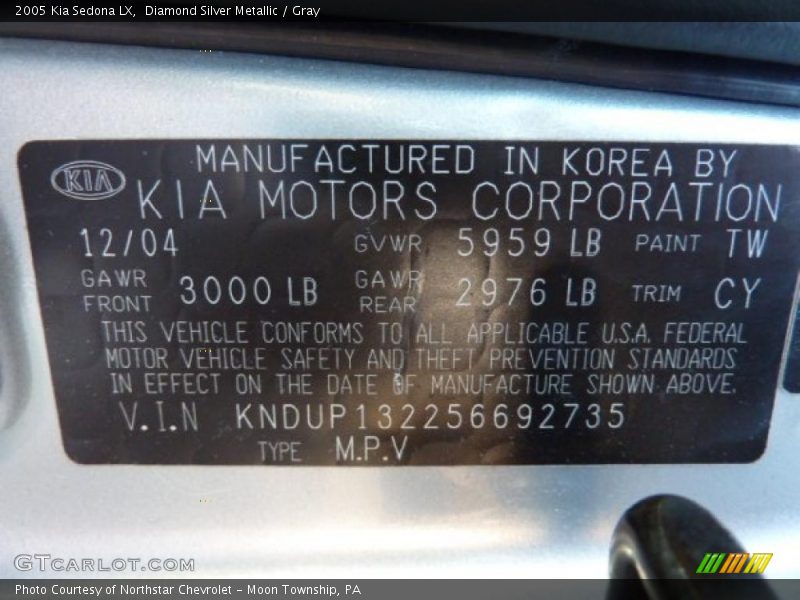 2005 Kia Sedona LX, Diamond Silver Metallic / Gray
MANUFACTURED IN KOREA BY
KIA
KIA MOTORS CORPORATION
12/04 GVWR 5959 LB PAINT TW
GAWR FRONT 3000 LB GAWR REAR 2976 LB TRIM CY
THIS VEHICLE CONFORMS TO ALL APPLICABLE U.S.A. FEDERAL
MOTOR VEHICLE SAFETY AND THEFT PREVENTION STANDARDS
IN EFFECT ON THE DATE OF MANUFACTURE SHOWN ABOVE.
V.I.N KNDUP132256692735
TYPE M.P.V
GTCARLOT.COM
Photo Courtesy of Northstar Chevrolet - Moon Township, PA